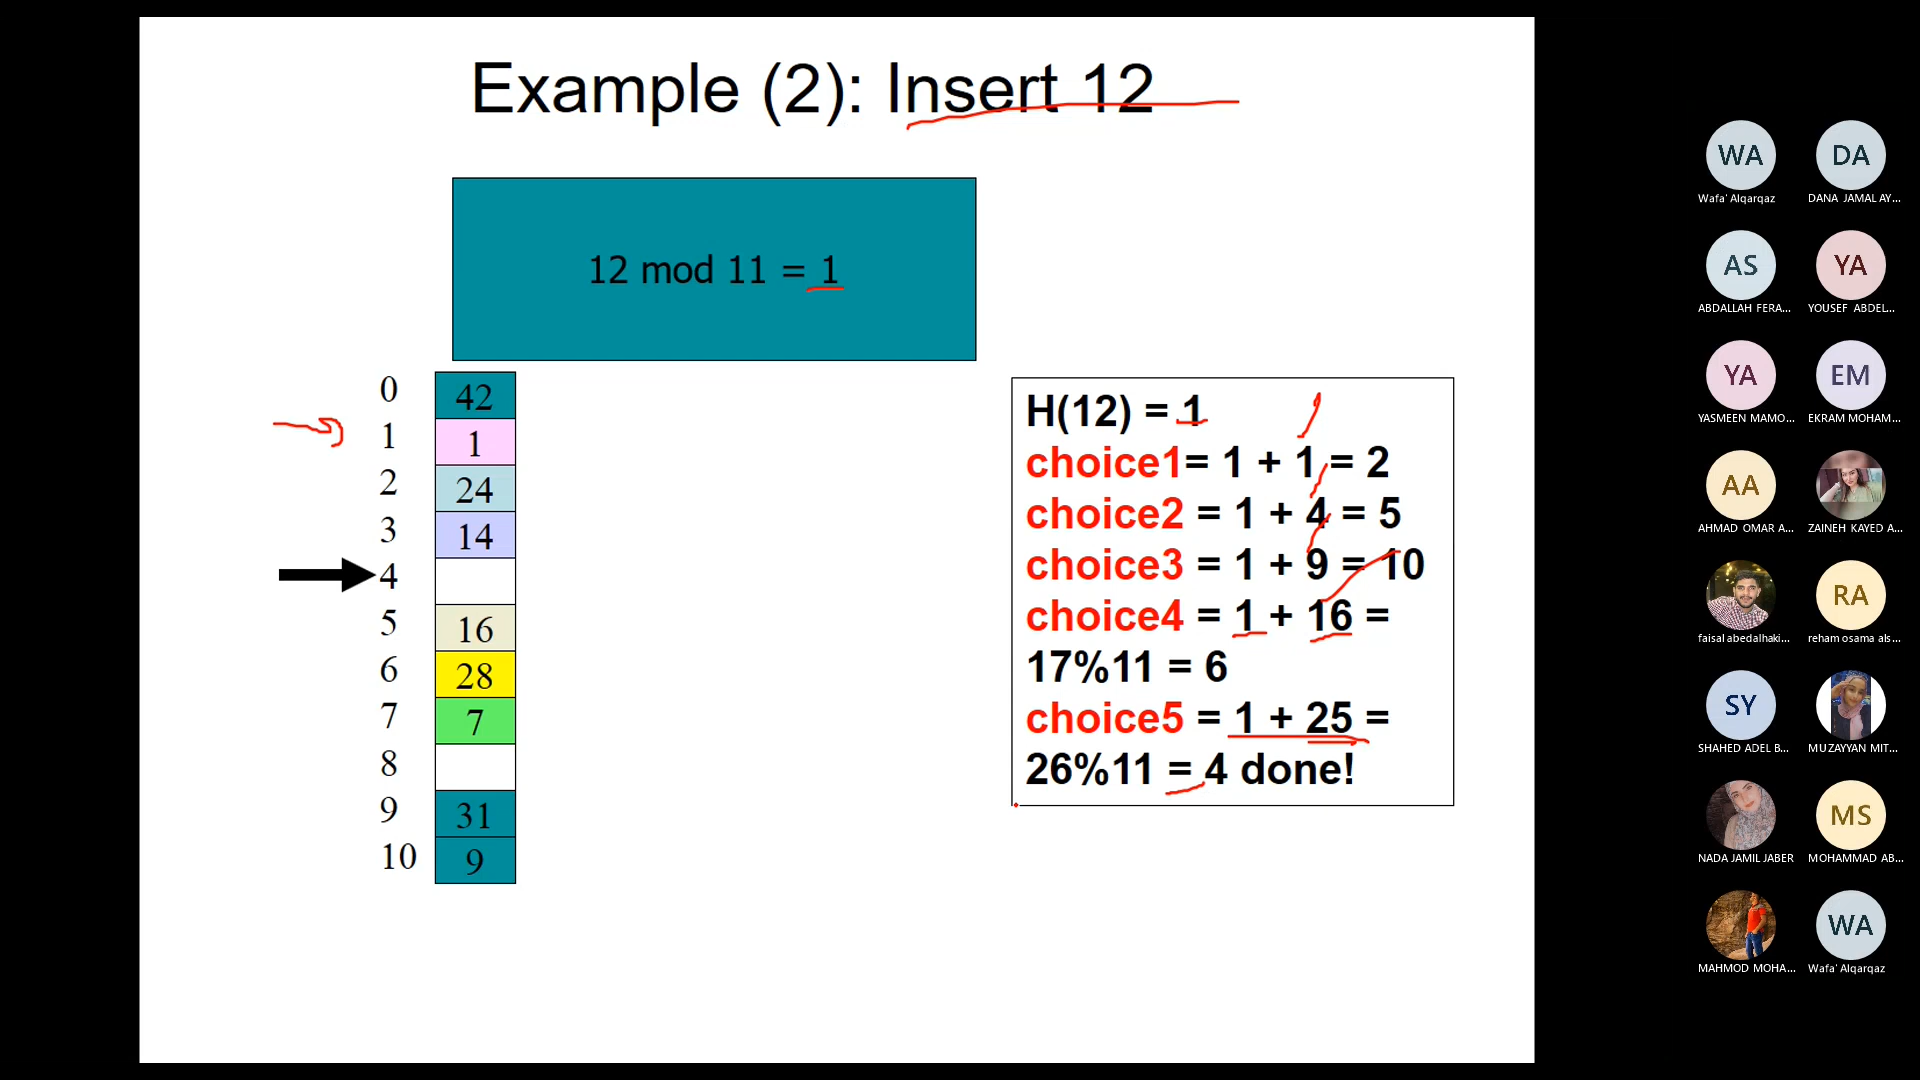 Example (2): Insert 12
12 mod 11 = 1
0 42
1 1
2 24
3 14
4
5 16
6 28
7 7
8
9 31
10 9
H(12) = 1
choice1= 1 + 1 = 2
choice2 = 1 + 4 = 5
choice3 = 1 + 9 = 10
choice4 = 1 + 16 =
17%11 = 6
choice5 = 1 + 25 =
26%11 = 4 done!
WA DA
Wafa' Alqarqaz DANA JAMAL AY...
AS YA
ABDALLAH FERA... YOUSEF ABDEL...
YA EM
YASMEEN MAMO... EKRAM MOHAM...
AA
AHMAD OMAR A... ZAINEH KAYED A...
RA
faisal abedalhaki... reham osama als...
SY
SHAHED ADEL B... MUZAYYAN MIT...
MS
NADA JAMIL JABER MOHAMMAD AB...
WA
MAHMOD MOHA... Wafa' Alqarqaz